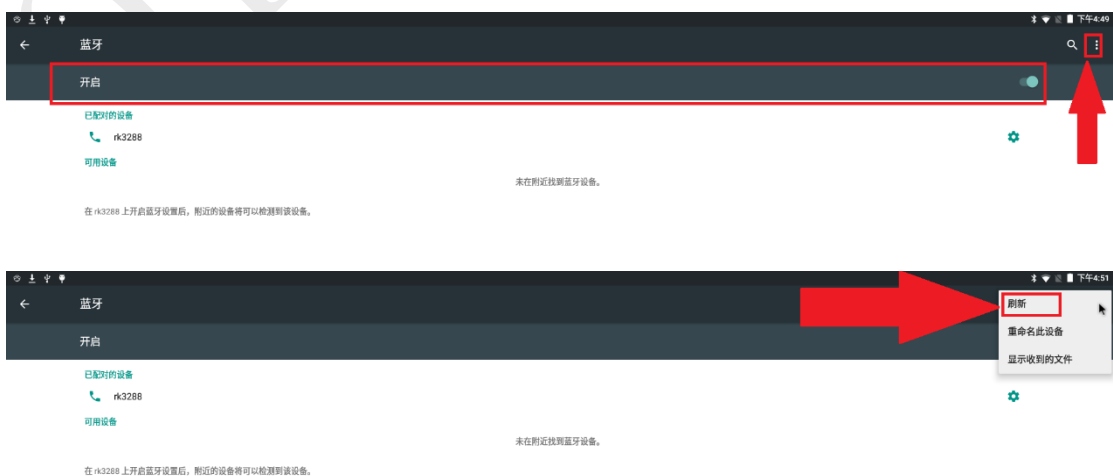 下午4:49
蓝牙
开启
已配对的设备
rk3288
可用设备
未在附近找到蓝牙设备。
在 rk3288 上开启蓝牙设置后，附近的设备将可以检测到该设备。
下午4:51
蓝牙
刷新
重命名此设备
开启
显示收到的文件
已配对的设备
rk3288
可用设备
未在附近找到蓝牙设备。
在 rk3288 上开启蓝牙设置后，附近的设备将可以检测到该设备。